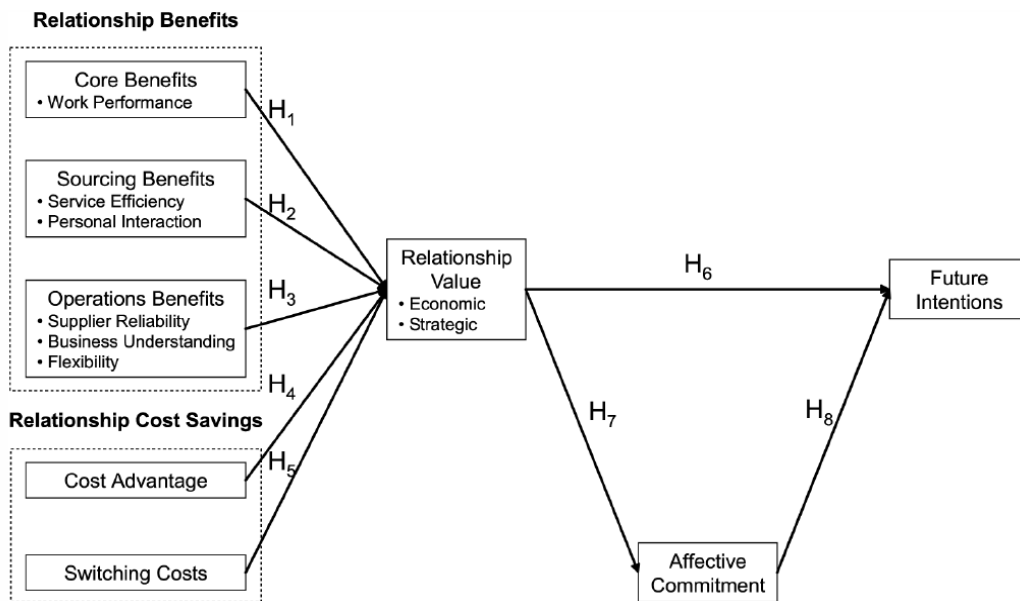 Relationship Benefits
Core Benefits
• Work Performance
H1
Sourcing Benefits
• Service Efficiency
• Personal Interaction
H2
Operations Benefits
• Supplier Reliability
• Business Understanding
• Flexibility
H3
Relationship Cost Savings
H4
Cost Advantage
H5
Switching Costs
Relationship
Value
• Economic
• Strategic
H6
Future
Intentions
H7
H8
Affective
Commitment